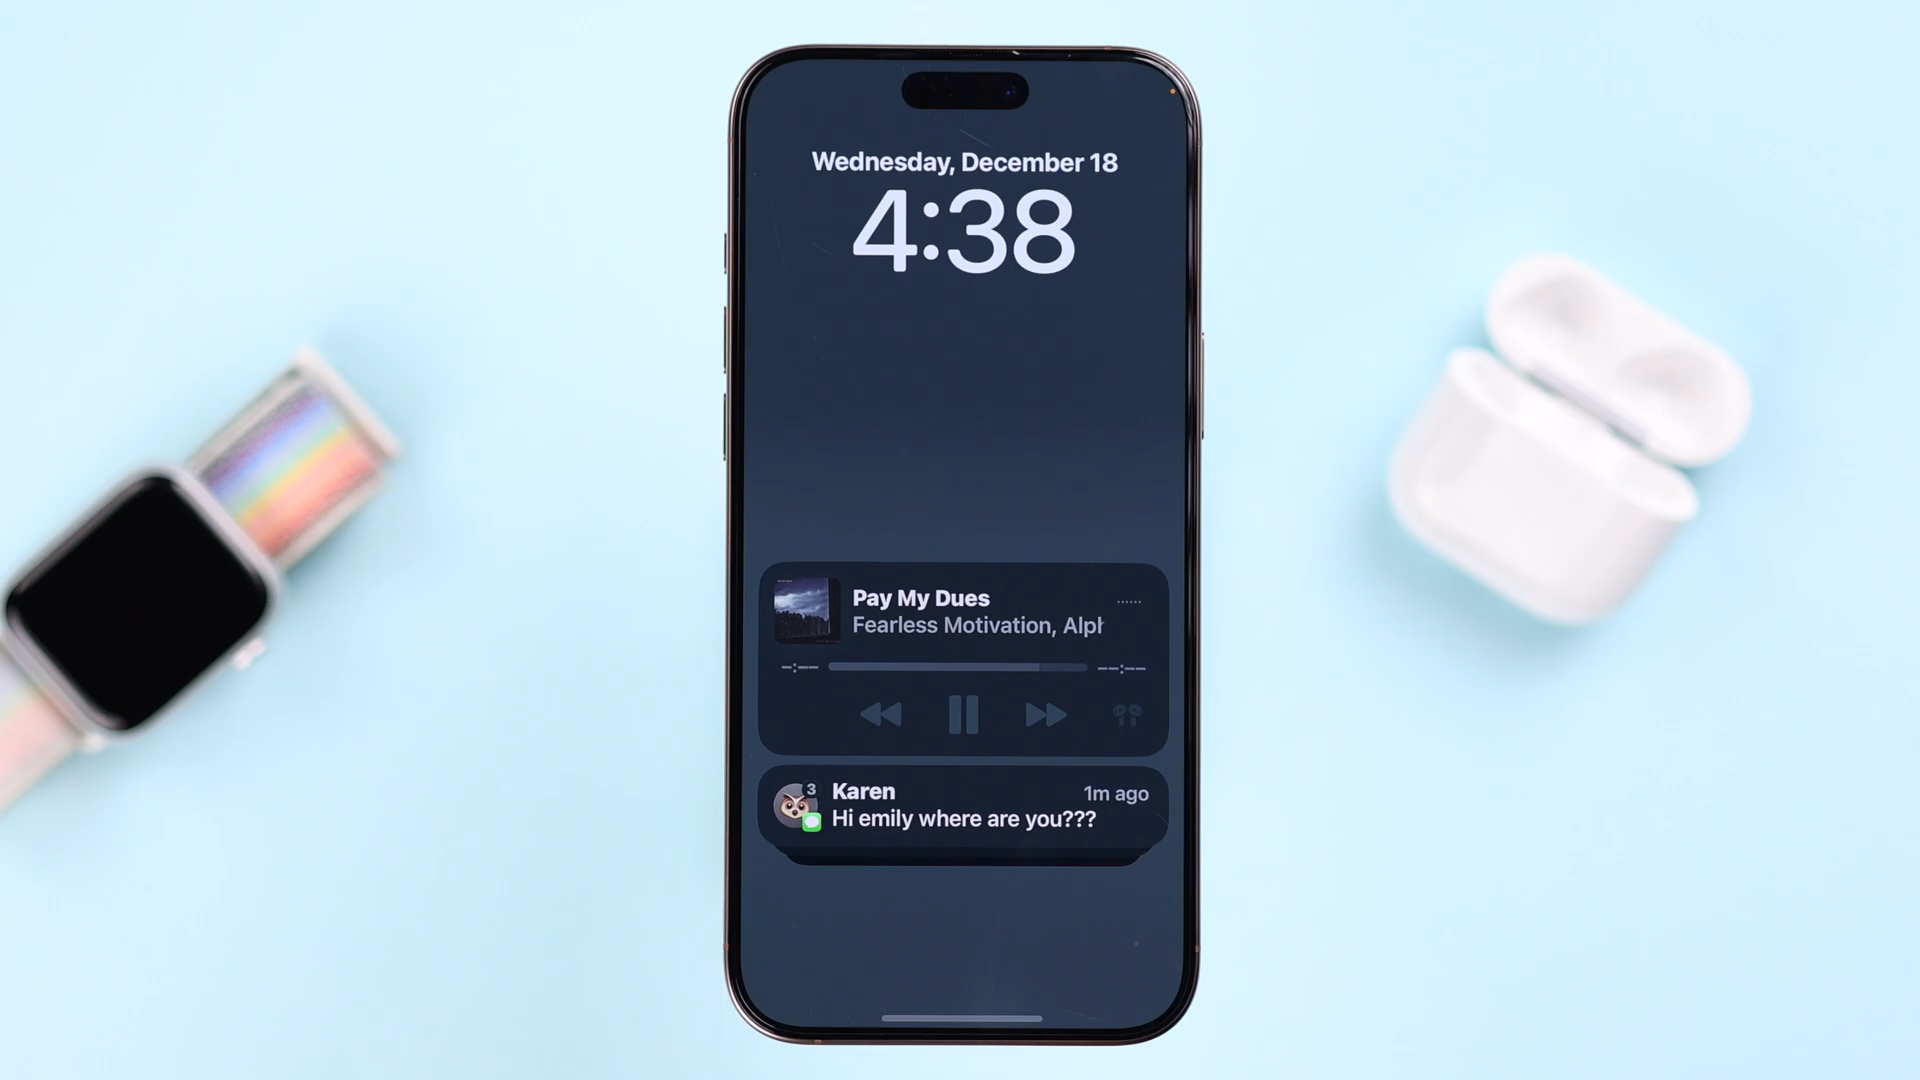 Wednesday, December 18
4:38
Pay My Dues
Fearless Motivation, Alph
--:-- --:--
3
Karen
1m ago
Hi emily where are you???